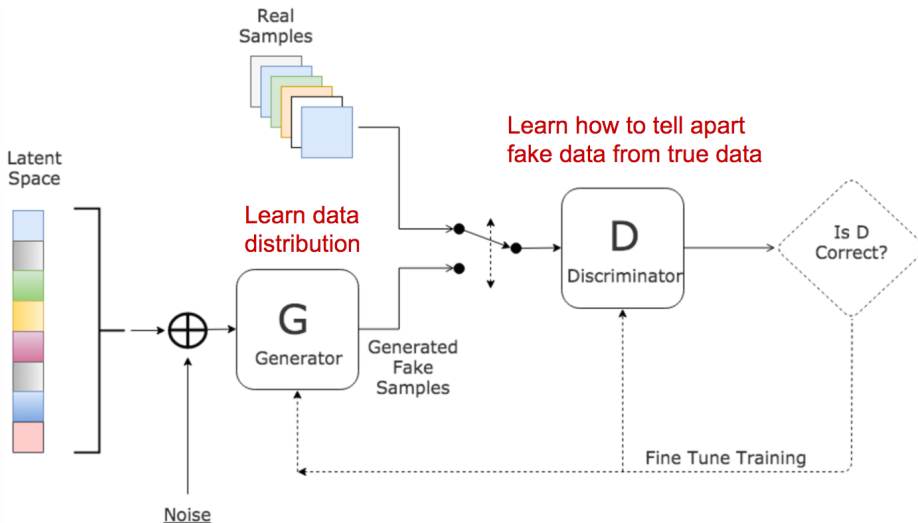 Real
Samples
Learn how to tell apart
fake data from true data
Latent
Space
Learn data
distribution
Is D
Correct?
D
Discriminator
G
Generator
Generated
Fake
Samples
Fine Tune Training
Noise